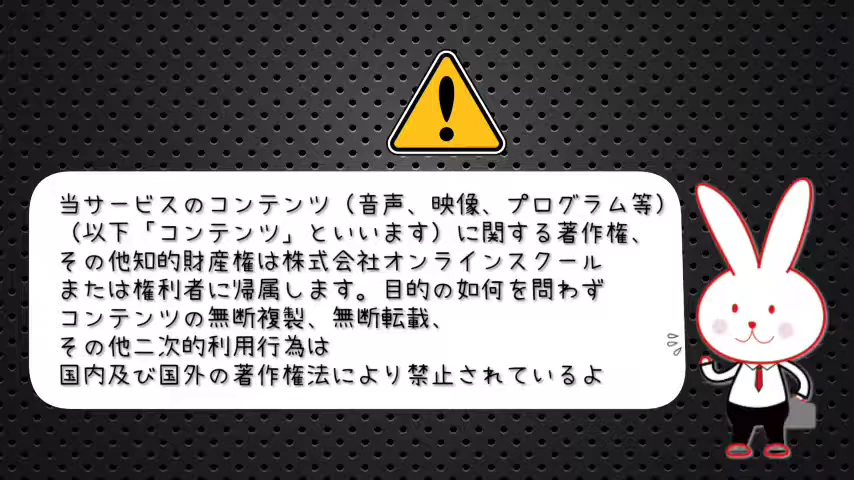 当サービスのコンテンツ（音声、映像、プログラム等）
（以下「コンテンツ」といいます）に関する著作権、
その他知的財産権は株式会社オンラインスクール
または権利者に帰属します。目的の如何を問わず
コンテンツの無断複製、無断転載、
その他二次的利用行為は
国内及び国外の著作権法により禁止されているよ